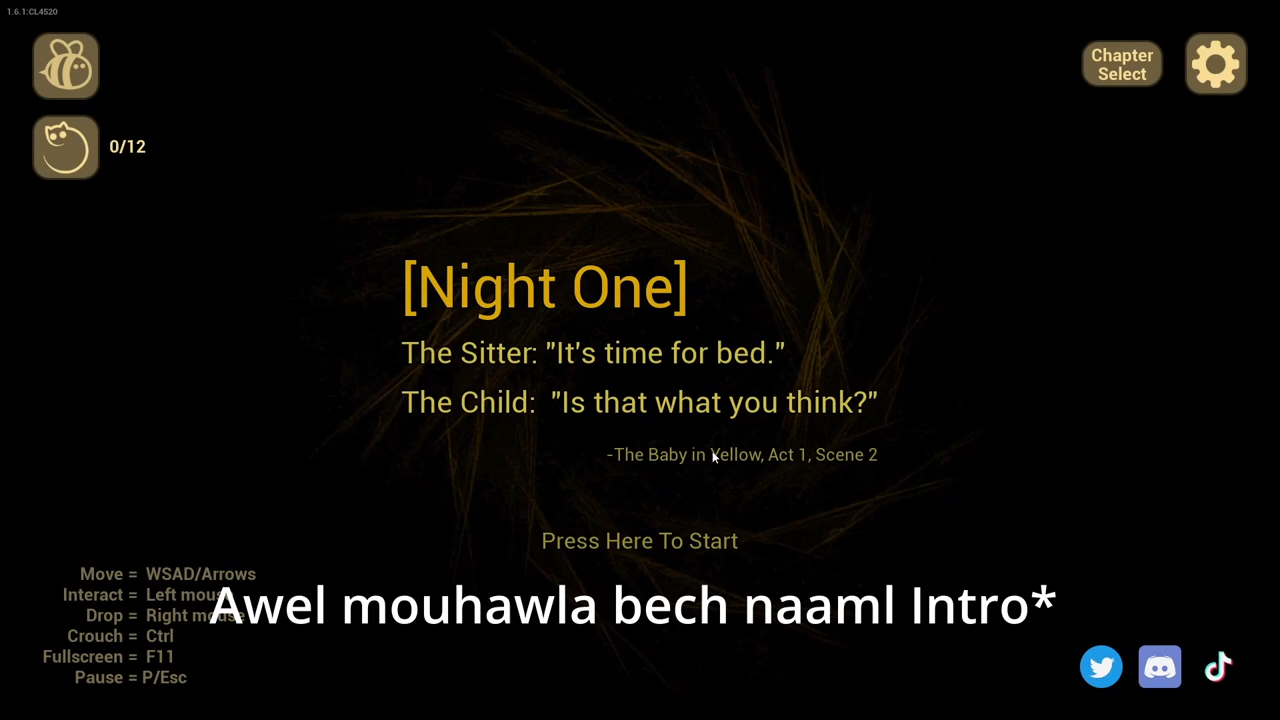 1.6.1:CL4520
Chapter
Select
0/12
[Night One]
The Sitter: "It's time for bed."
The Child: "Is that what you think?"
-The Baby in Yellow, Act 1, Scene 2
Press Here To Start
Move = WSAD/Arrows
Interact = Left mouse
Drop = Right mouse
Crouch = Ctrl
Fullscreen = F11
Pause = P/Esc
Awel mouhawla bech naaml Intro*